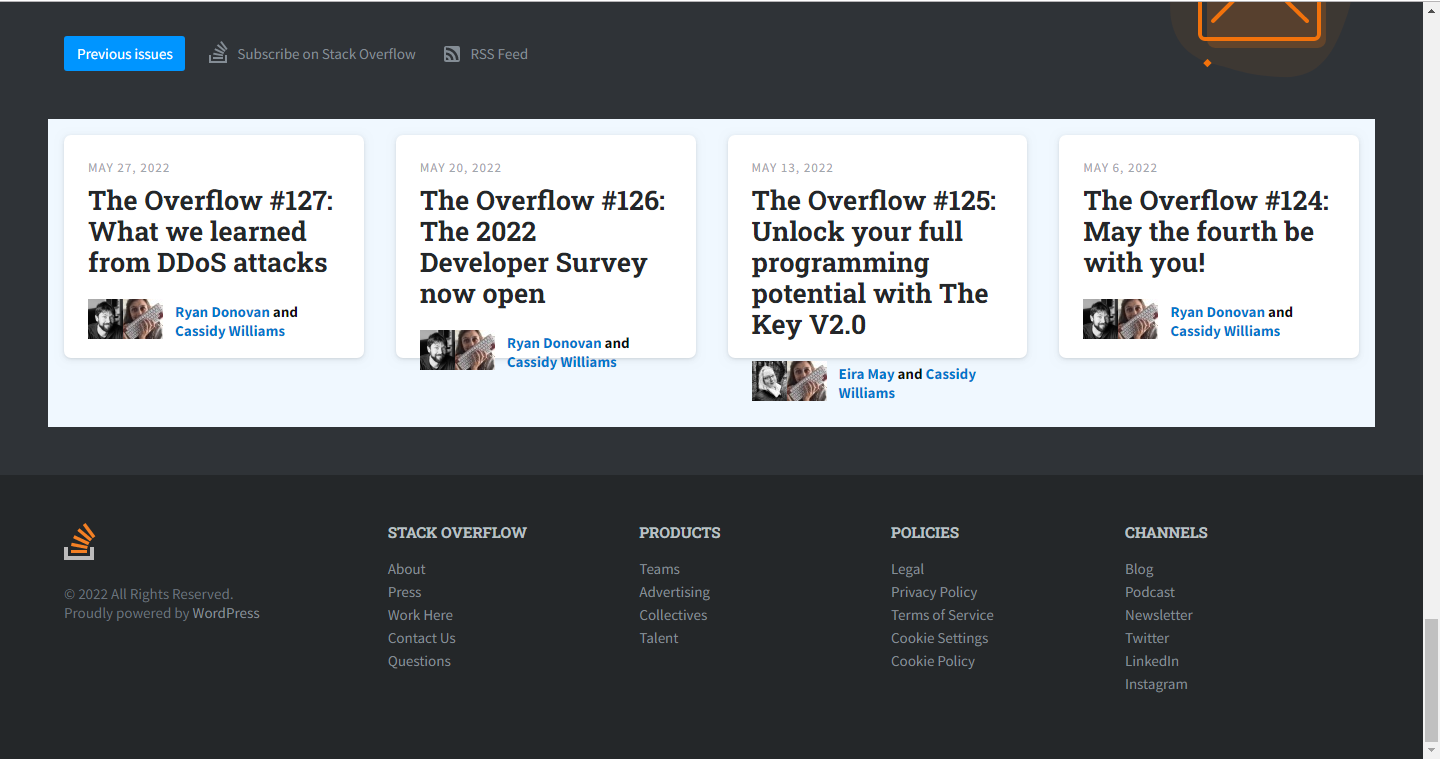 Previous issues
Subscribe on Stack Overflow
RSS Feed
MAY 27, 2022
The Overflow #127:
What we learned
from DDoS attacks
Ryan Donovan and
Cassidy Williams
MAY 20, 2022
The Overflow #126:
The 2022
Developer Survey
now open
Ryan Donovan and
Cassidy Williams
MAY 13, 2022
The Overflow #125:
Unlock your full
programming
potential with The
Key V2.0
Eira May and Cassidy
Williams
MAY 6, 2022
The Overflow #124:
May the fourth be
with you!
Ryan Donovan and
Cassidy Williams
© 2022 All Rights Reserved.
Proudly powered by WordPress
STACK OVERFLOW
About
Press
Work Here
Contact Us
Questions
PRODUCTS
Teams
Advertising
Collectives
Talent
POLICIES
Legal
Privacy Policy
Terms of Service
Cookie Settings
Cookie Policy
CHANNELS
Blog
Podcast
Newsletter
Twitter
LinkedIn
Instagram